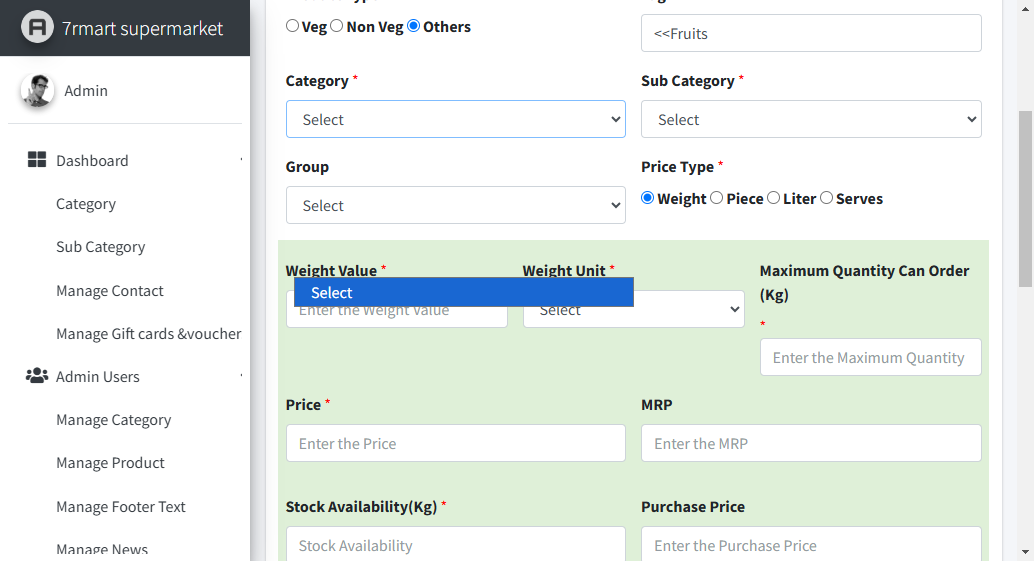 7rmart supermarket
Admin
Dashboard
Category
Sub Category
Manage Contact
Manage Gift cards &voucher
Admin Users
Manage Category
Manage Product
Manage Footer Text
Manage News
Veg Non Veg Others
<<Fruits
Category * Sub Category *
Select Select
Group Price Type *
Select Weight Piece Liter Serves
Weight Value * Weight Unit * Maximum Quantity Can Order
(Kg)
*
Select
Enter the Weight Value Select
Enter the Maximum Quantity
Price * MRP
Enter the Price Enter the MRP
Stock Availability(Kg) * Purchase Price
Stock Availability Enter the Purchase Price